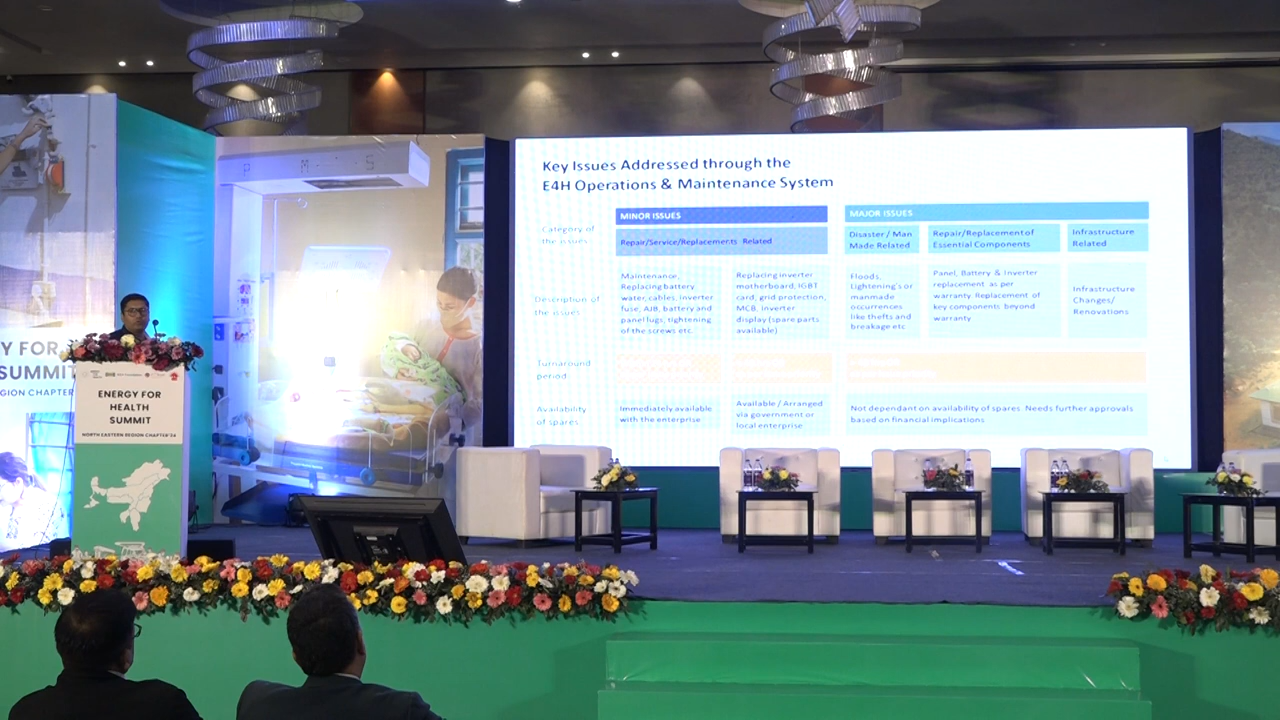 Key Issues Addressed through the
E4H Operations & Maintenance System
MINOR ISSUES
MAJOR ISSUES
Category of
the issues
Repair/Service/Replacements Related
Disaster / Man
Made Related
Repair/Replacement of
Essential Components
Infrastructure
Related
Description of
the issues
Maintenance,
Replacing battery
water, cables, inverter
fuse, AJB, battery and
panel lugs, tightening
of the screws etc
Replacing inverter
motherboard, IGBT
card, grid protection,
MCB, Inverter
display (spare parts
available)
Floods,
Lightening's or
manmade
occurrences
like thefts and
breakage etc
Panel, Battery & Inverter
replacement as per
warranty Replacement of
key components beyond
warranty
Infrastructure
Changes/
Renovations
Turnaround
period
Availability
of spares
Immediately available
with the enterprise
Available / Arranged
via government or
local enterprise
Not dependant on availability of spares Needs further approvals
based on financial implications
P M S
Y FOR
SUMMIT
EGION CHAPTER
ENERGY FOR
HEALTH
SUMMIT
NORTH EASTERN REGION CHAPTER'24